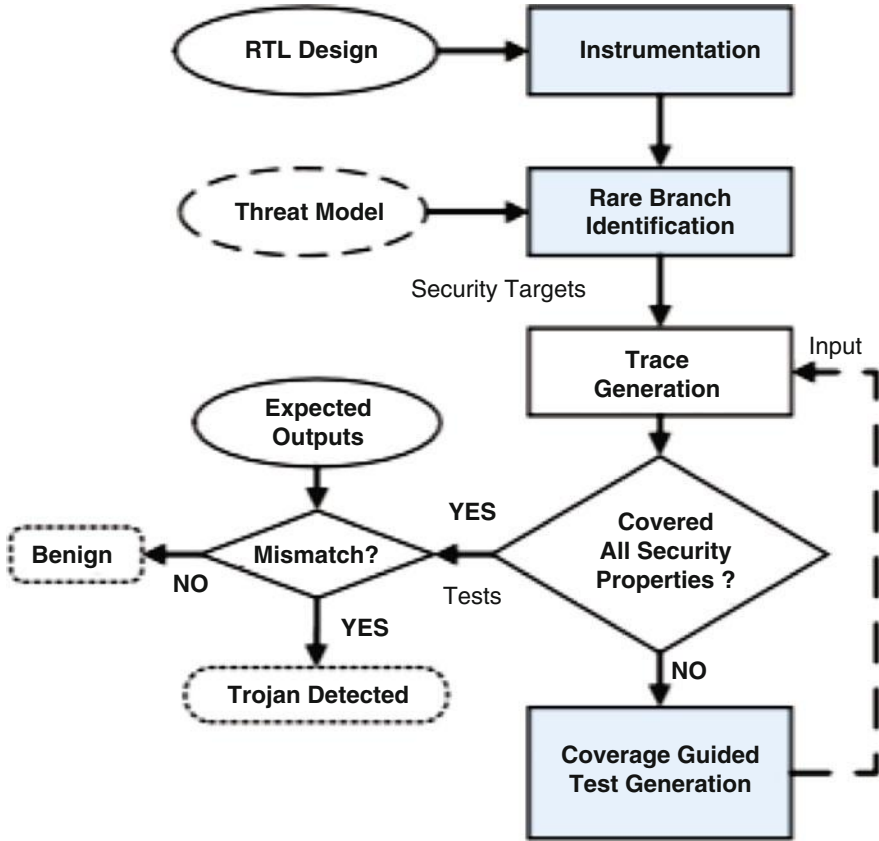 RTL Design
Instrumentation
Threat Model
Rare Branch
Identification
Security Targets
Trace
Generation
Input
Expected
Outputs
YES
Covered
All Security
Properties ?
Mismatch?
Benign
NO
Tests
YES
NO
Trojan Detected
Coverage Guided
Test Generation